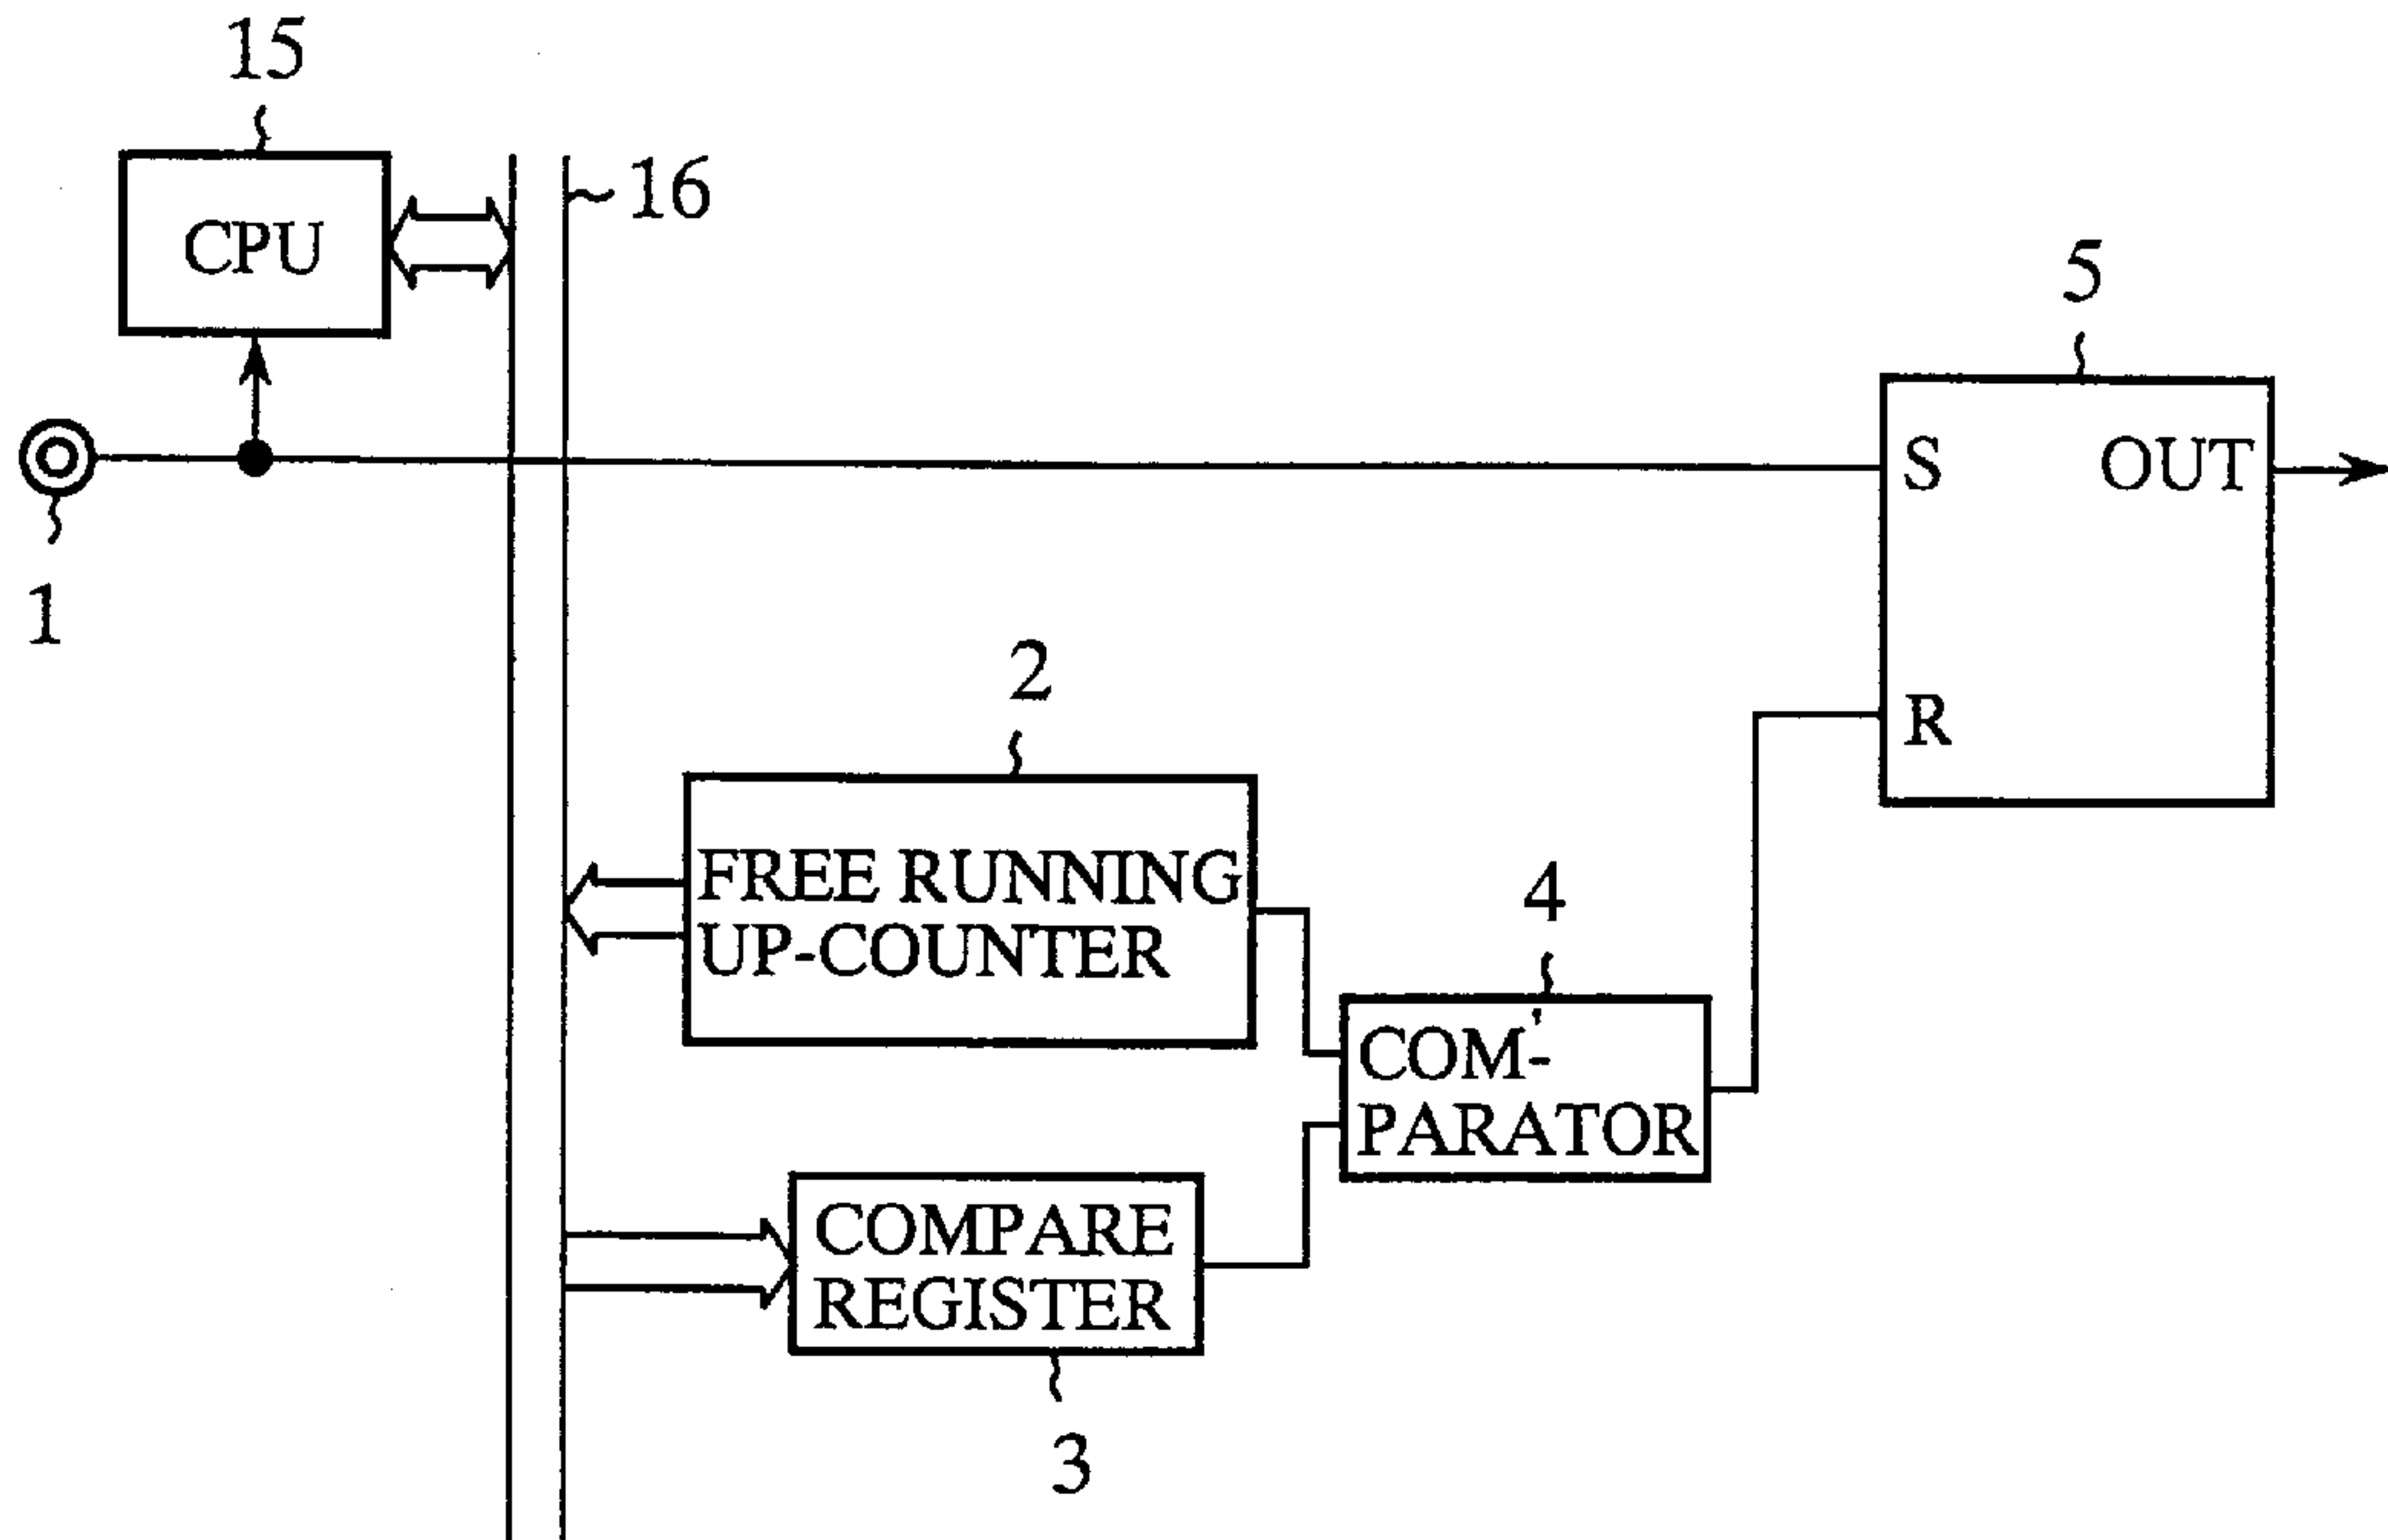 15
CPU
16
1
5
S OUT
R
2
FREE RUNNING
UP-COUNTER
4
COM-
PARATOR
COMPARE
REGISTER
3